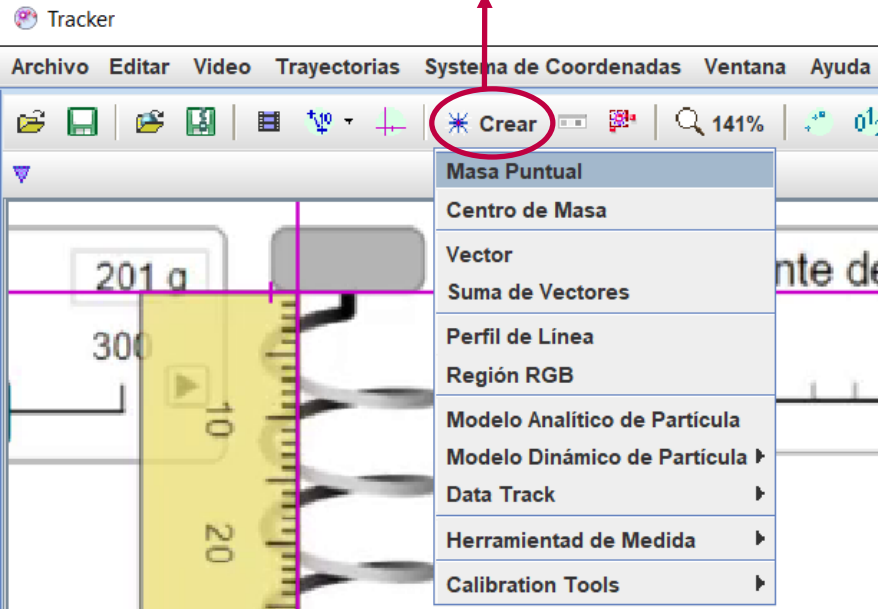 Tracker
Archivo Editar Video Trayectorias Systema de Coordenadas Ventana Ayuda
Crear 141%
Masa Puntual
Centro de Masa
Vector
Suma de Vectores
Perfil de Línea
Región RGB
Modelo Analítico de Partícula
Modelo Dinámico de Partícula
Data Track
Herramientad de Medida
Calibration Tools
201 g
nte de
300
10
20